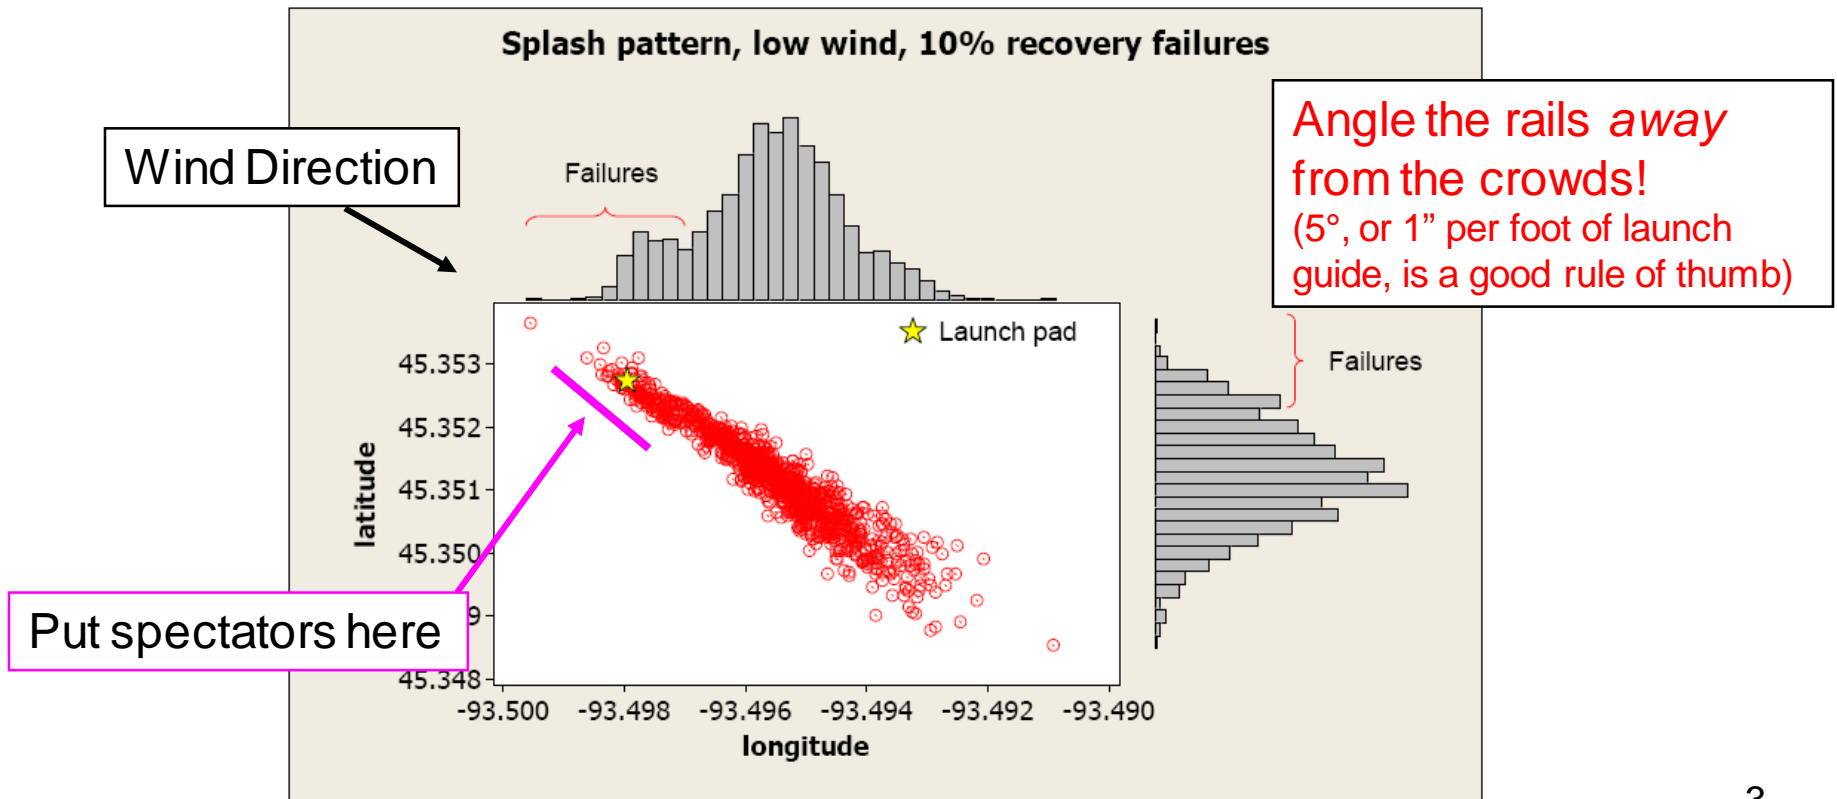 Splash pattern, low wind, 10% recovery failures
Wind Direction
Failures
Angle the rails away
from the crowds!
(5°, or 1” per foot of launch
guide, is a good rule of thumb)
Launch pad
Failures
45.353
45.352
45.351
45.350
9
45.348
latitude
Put spectators here
-93.500 -93.498 -93.496 -93.494 -93.492 -93.490
longitude
3